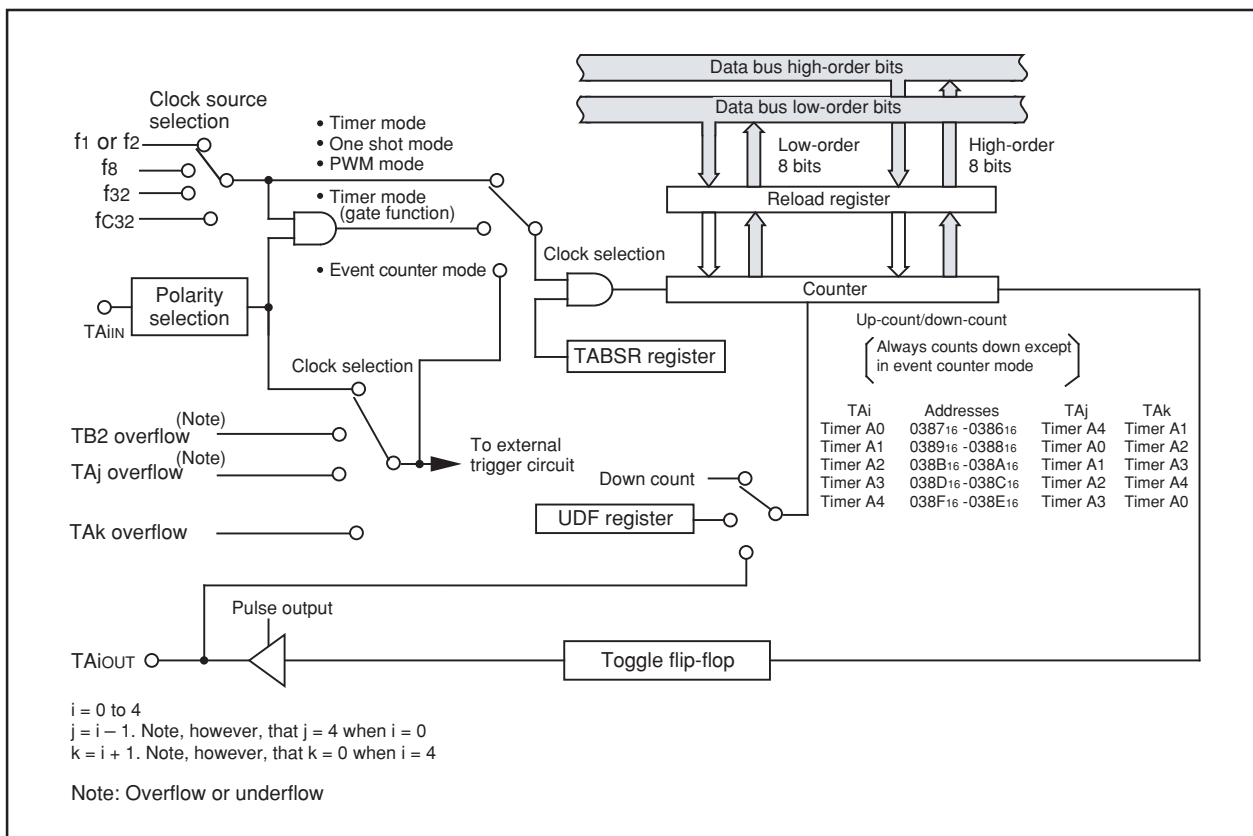 Data bus high-order bits
Data bus low-order bits
Clock source
selection
• Timer mode
• One shot mode
• PWM mode
f1 or f2
f8
f32
fC32
Low-order
8 bits
High-order
8 bits
Reload register
• Timer mode
(gate function)
Clock selection
• Event counter mode
Counter
Polarity
selection
TAiIN
Up-count/down-count
(Always counts down except
in event counter mode)
TABSR register
Clock selection
TB2 overflow (Note)
TAj overflow (Note)
To external
trigger circuit
TAk overflow
Down count
UDF register
TAi Addresses TAj TAk
Timer A0 038716 -038616 Timer A4 Timer A1
Timer A1 038916 -038816 Timer A0 Timer A2
Timer A2 038B16 -038A16 Timer A1 Timer A3
Timer A3 038D16 -038C16 Timer A2 Timer A4
Timer A4 038F16 -038E16 Timer A3 Timer A0
Pulse output
TAiOUT
Toggle flip-flop
i = 0 to 4
j = i – 1. Note, however, that j = 4 when i = 0
k = i + 1. Note, however, that k = 0 when i = 4
Note: Overflow or underflow